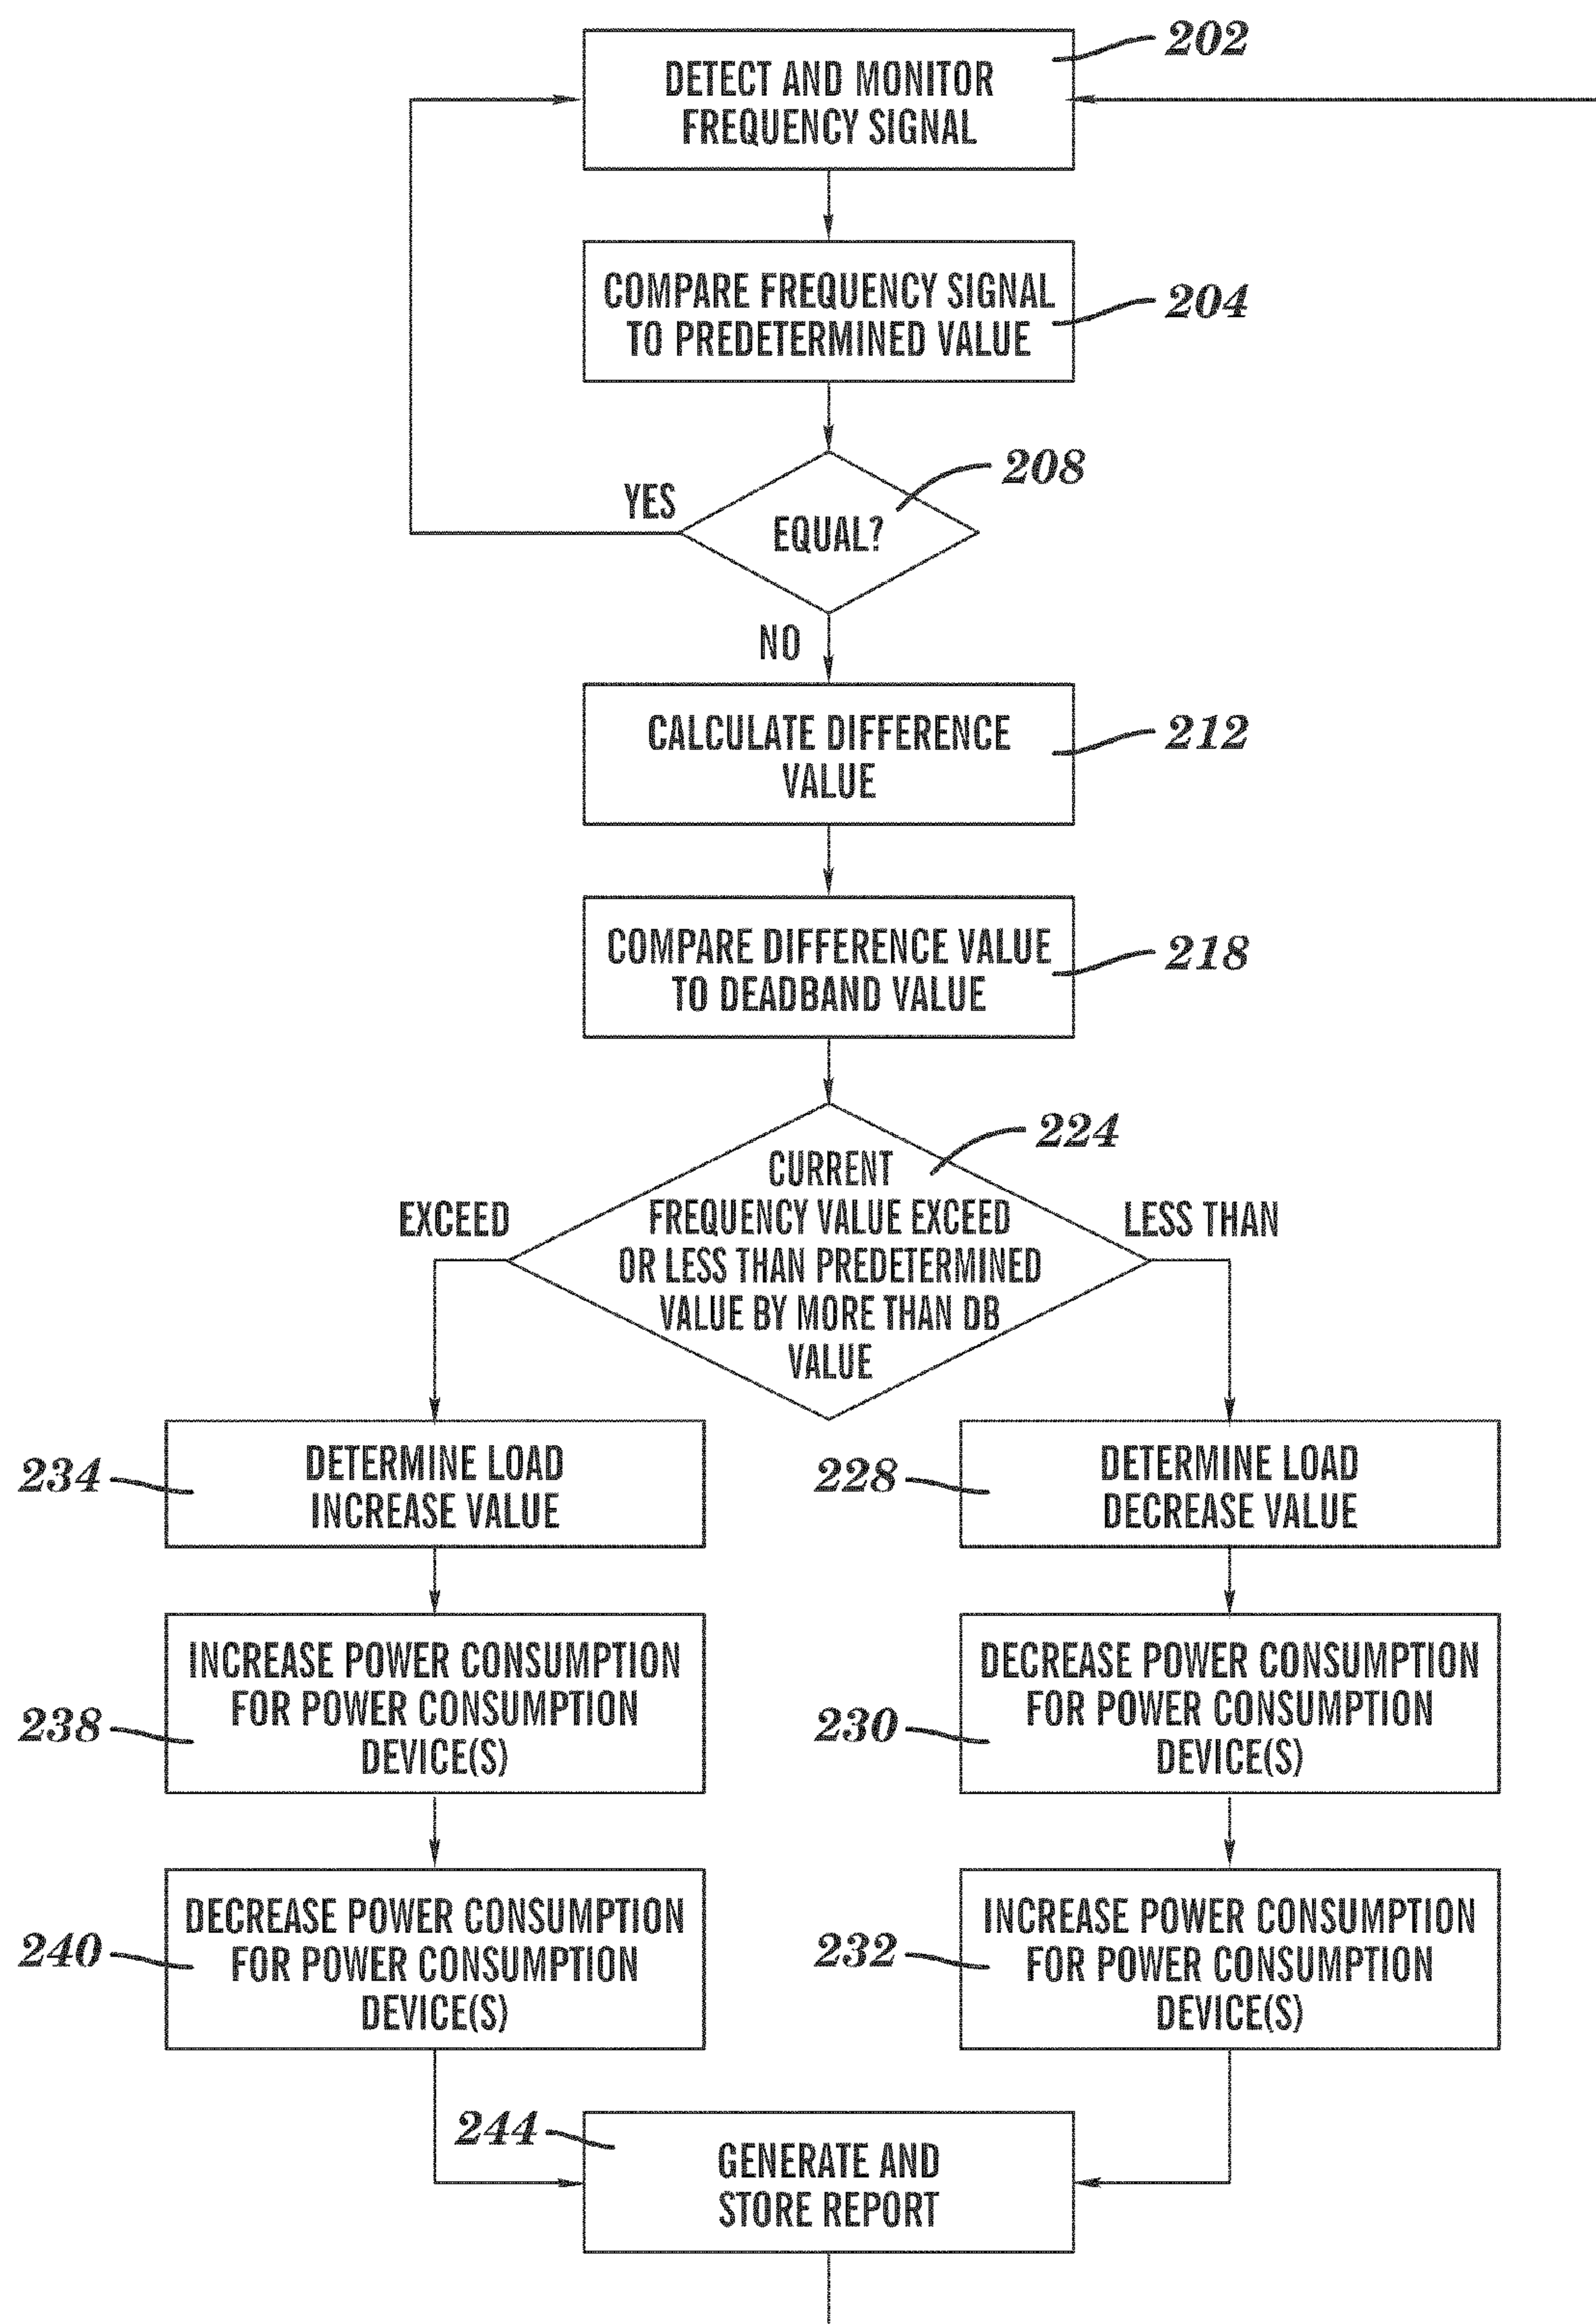 202
DETECT AND MONITOR
FREQUENCY SIGNAL
COMPARE FREQUENCY SIGNAL
TO PREDETERMINED VALUE
204
208
YES
EQUAL?
NO
CALCULATE DIFFERENCE
VALUE
212
COMPARE DIFFERENCE VALUE
TO DEADBAND VALUE
218
224
CURRENT
FREQUENCY VALUE EXCEED
OR LESS THAN PREDETERMINED
VALUE BY MORE THAN DB
VALUE
EXCEED
LESS THAN
234
DETERMINE LOAD
INCREASE VALUE
228
DETERMINE LOAD
DECREASE VALUE
238
INCREASE POWER CONSUMPTION
FOR POWER CONSUMPTION
DEVICE(S)
230
DECREASE POWER CONSUMPTION
FOR POWER CONSUMPTION
DEVICE(S)
240
DECREASE POWER CONSUMPTION
FOR POWER CONSUMPTION
DEVICE(S)
232
INCREASE POWER CONSUMPTION
FOR POWER CONSUMPTION
DEVICE(S)
244
GENERATE AND
STORE REPORT